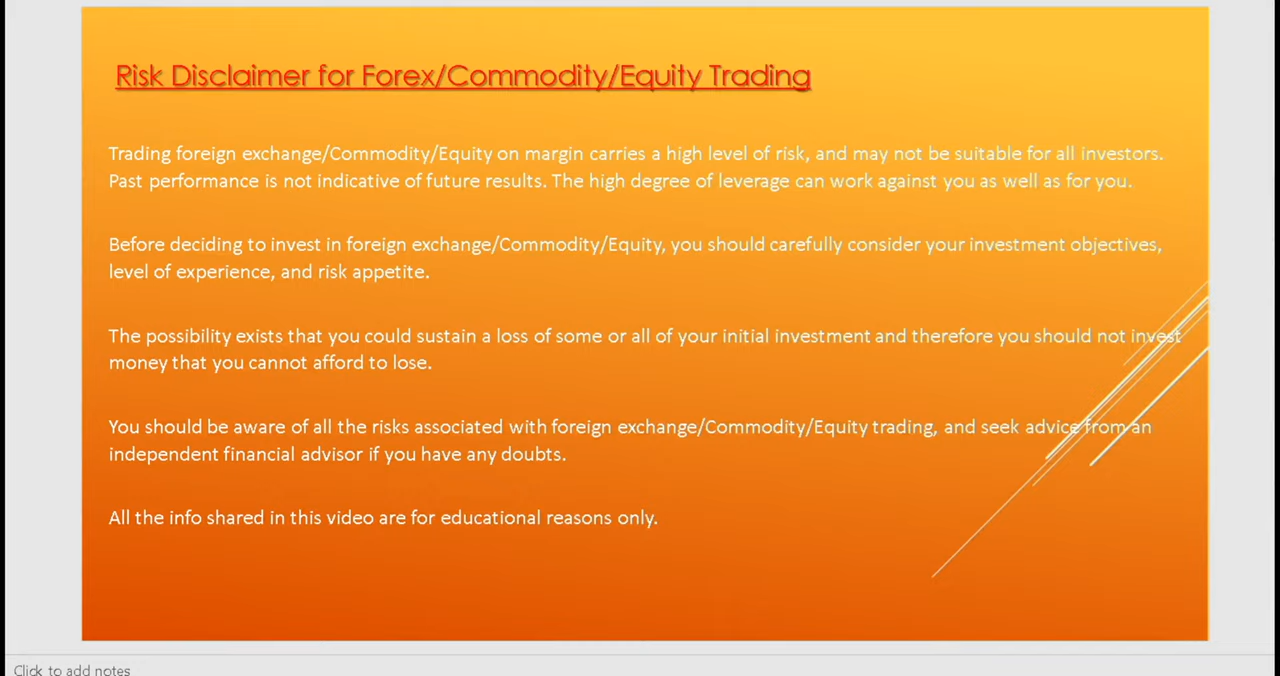 Risk Disclaimer for Forex/Commodity/Equity Trading
Trading foreign exchange/Commodity/Equity on margin carries a high level of risk, and may not be suitable for all investors.
Past performance is not indicative of future results. The high degree of leverage can work against you as well as for you.
Before deciding to invest in foreign exchange/Commodity/Equity, you should carefully consider your investment objectives,
level of experience, and risk appetite.
The possibility exists that you could sustain a loss of some or all of your initial investment and therefore you should not invest
money that you cannot afford to lose.
You should be aware of all the risks associated with foreign exchange/Commodity/Equity trading, and seek advice from an
independent financial advisor if you have any doubts.
All the info shared in this video are for educational reasons only.
Click to add notes